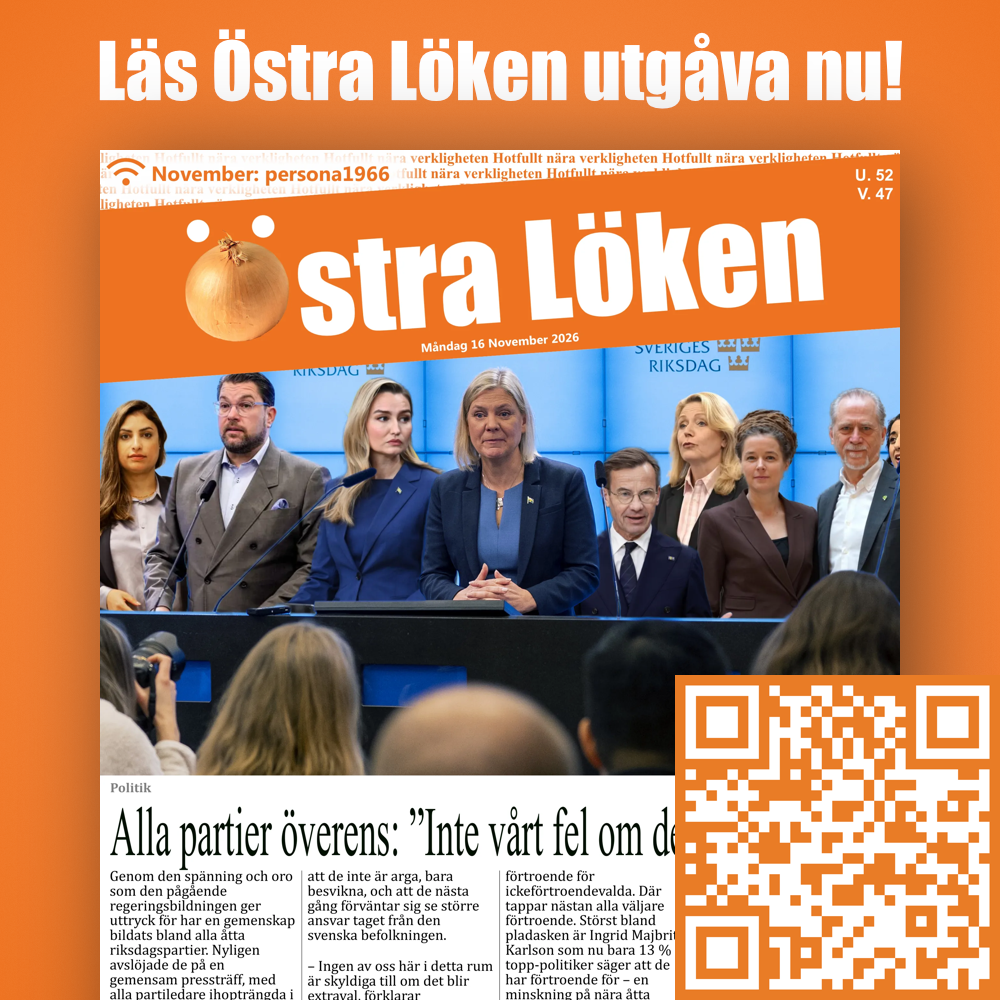 Läs Östra Löken utgåva nu!
nära verkligheten Hotfullt nära verkligheten Hotfullt nära verkligheten
November: persona1966
U. 52
V. 47
Östra Löken
Måndag 16 November 2026
RIKSDAG
SVERIGES
RIKSDAG
Politik
Alla partier överens: ”Inte vårt fel om
Genom den spänning och oro
som den pågående
regeringsbildningen ger
uttryck för har en gemenskap
bildats bland alla åtta
riksdagspartier. Nyligen
avslöjade de på en
gemensam pressträff, med
alla partiledare ihopträngda i
att de inte är arga, bara
besvikna, och att de nästa
gång förväntar sig se större
ansvar taget från den
svenska befolkningen.
– Ingen av oss här i detta rum
är skyldiga till om det blir
extraval, förklarar
förtroende för
ickeförtroendevalda. Där
tappar nästan alla väljare
förtroende. Störst bland
pladasken är Ingrid Majbrit
Karlson som nu bara 13 %
topp-politiker säger att de
har förtroende för – en
minskning på nära åtta